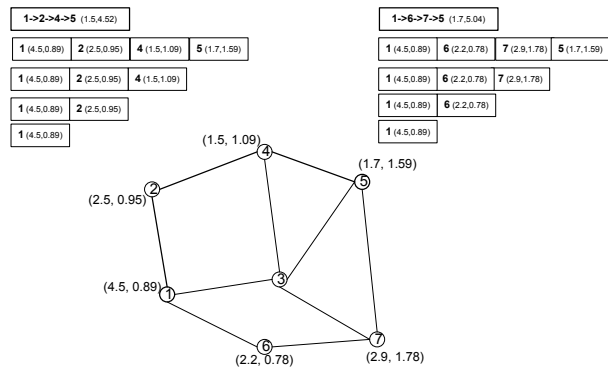 1->2->4->5 (1.5,4.52)
1 (4.5,0.89) 2 (2.5,0.95) 4 (1.5,1.09) 5 (1.7,1.59)
1 (4.5,0.89) 2 (2.5,0.95) 4 (1.5,1.09)
1 (4.5,0.89) 2 (2.5,0.95)
1 (4.5,0.89)
1->6->7->5 (1.7,5.04)
1 (4.5,0.89) 6 (2.2,0.78) 7 (2.9,1.78) 5 (1.7,1.59)
1 (4.5,0.89) 6 (2.2,0.78) 7 (2.9,1.78)
1 (4.5,0.89) 6 (2.2,0.78)
1 (4.5,0.89)
(1.5, 1.09)
4
(1.7, 1.59)
5
2
(2.5, 0.95)
3
(4.5, 0.89)
1
6
(2.2, 0.78)
7
(2.9, 1.78)